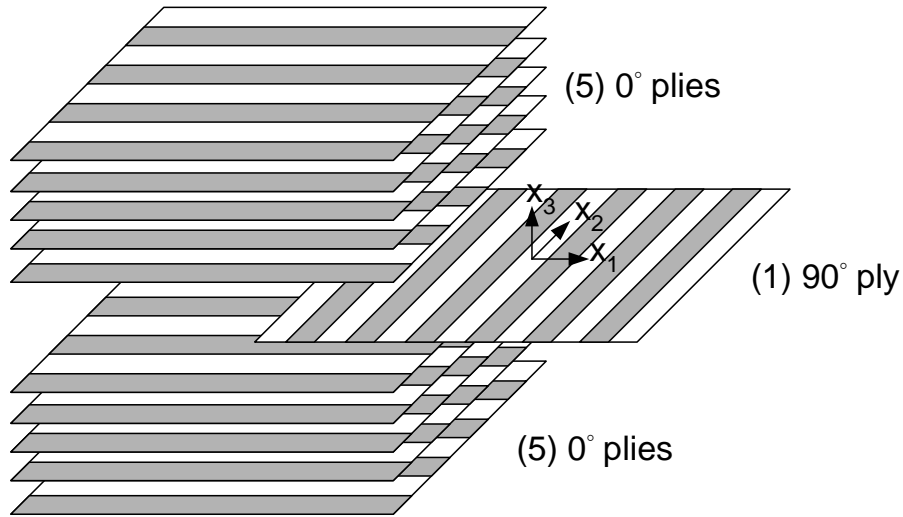 (5) 0° plies
x₃
x₂
x₁
(1) 90° ply
(5) 0° plies